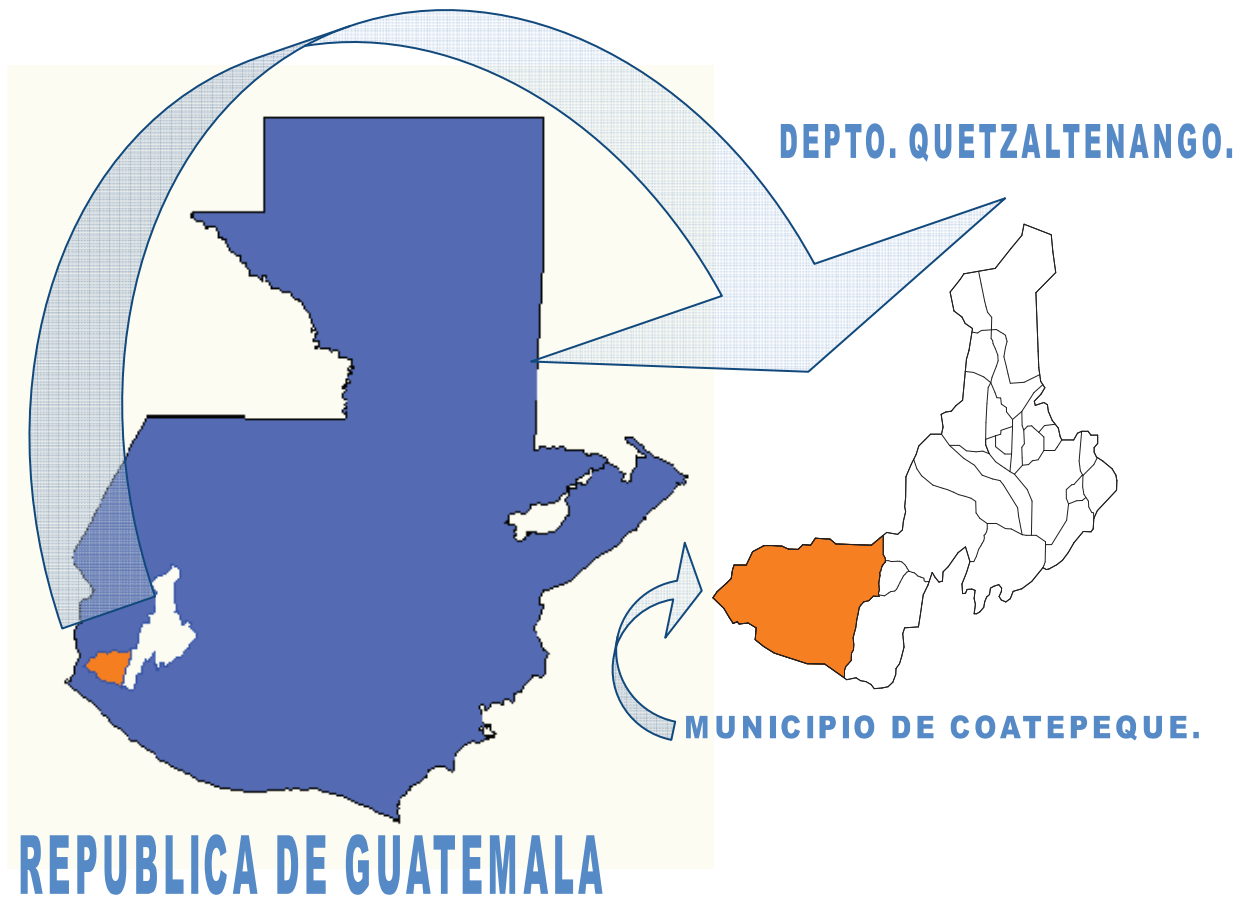 DEPTO. QUETZALTENANGO.
MUNICIPIO DE COATEPEQUE.
REPUBLICA DE GUATEMALA